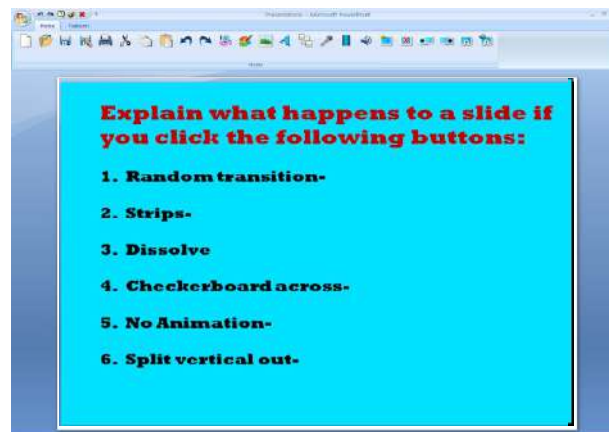 Explain what happens to a slide if
you click the following buttons:
1. Random transition-
2. Strips-
3. Dissolve
4. Checkerboard across-
5. No Animation-
6. Split vertical out-